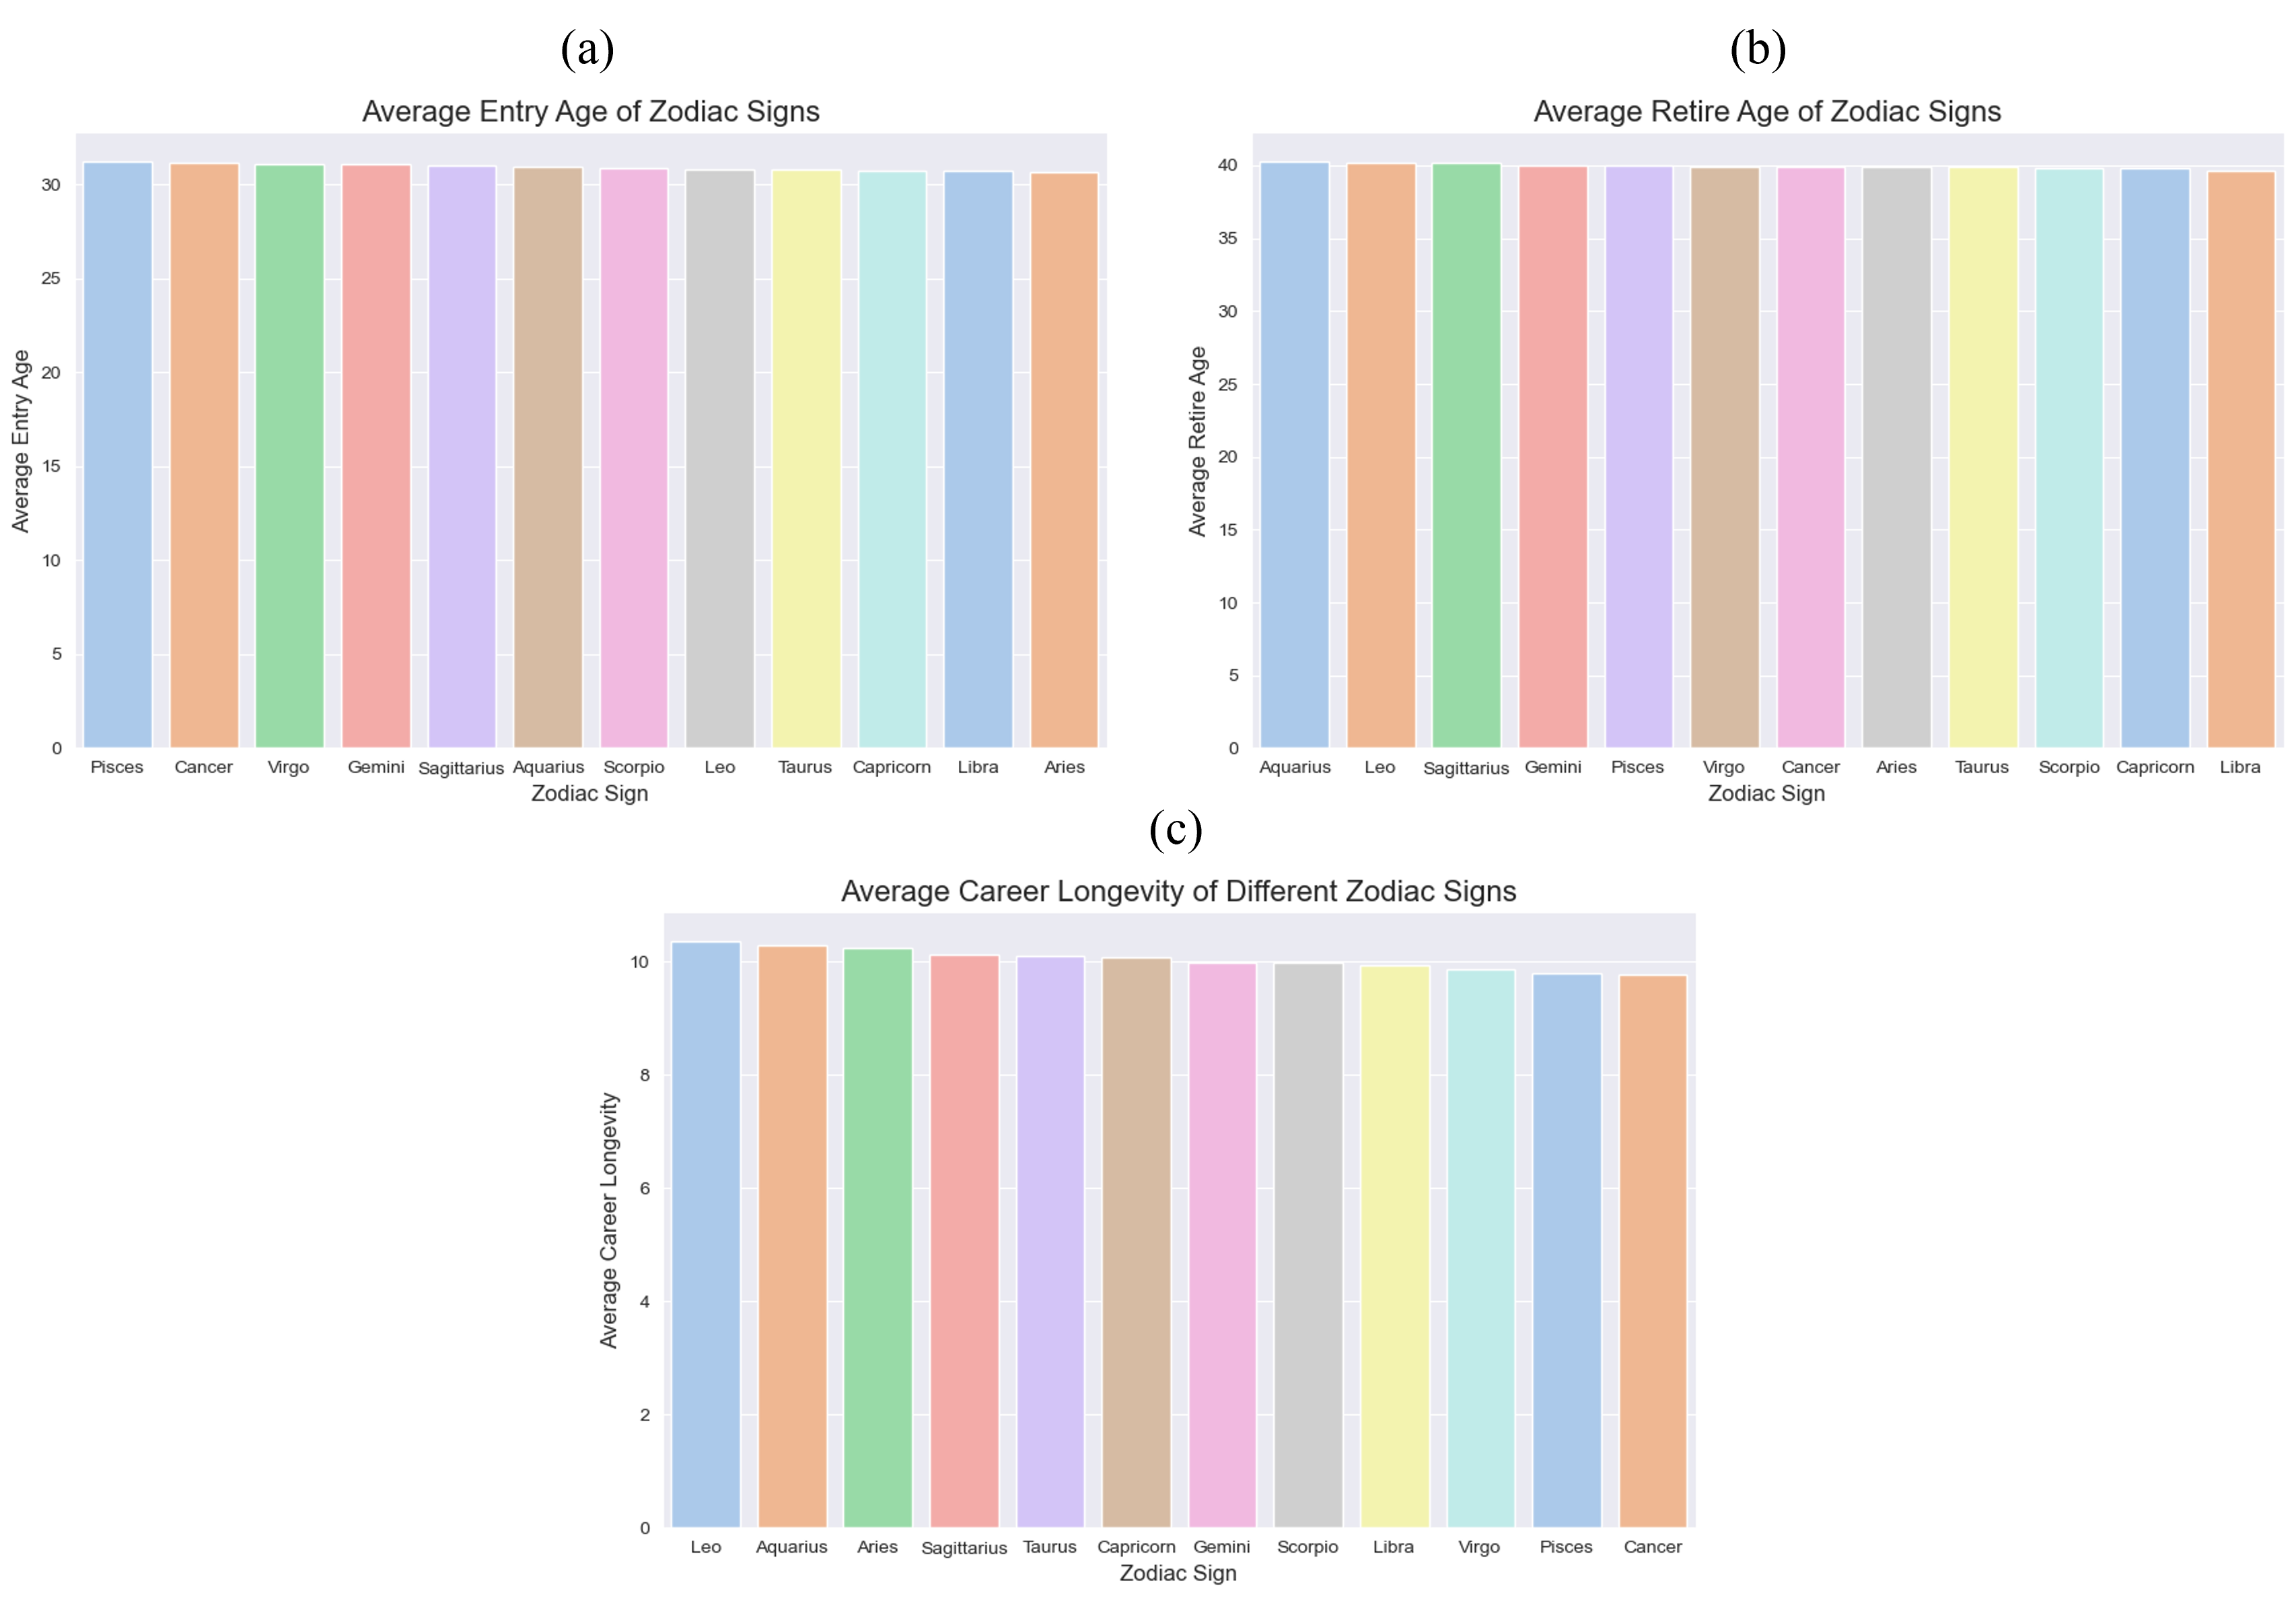 (a)
Average Entry Age of Zodiac Signs
Average Entry Age
30
25
20
15
10
5
0
Pisces Cancer Virgo Gemini Sagittarius Aquarius Scorpio Leo Taurus Capricorn Libra Aries
Zodiac Sign
(b)
Average Retire Age of Zodiac Signs
Average Retire Age
40
35
30
25
20
15
10
5
0
Aquarius Leo Sagittarius Gemini Pisces Virgo Cancer Aries Taurus Scorpio Capricorn Libra
Zodiac Sign
(c)
Average Career Longevity of Different Zodiac Signs
Average Career Longevity
10
8
6
4
2
0
Leo Aquarius Aries Sagittarius Taurus Capricorn Gemini Scorpio Libra Virgo Pisces Cancer
Zodiac Sign